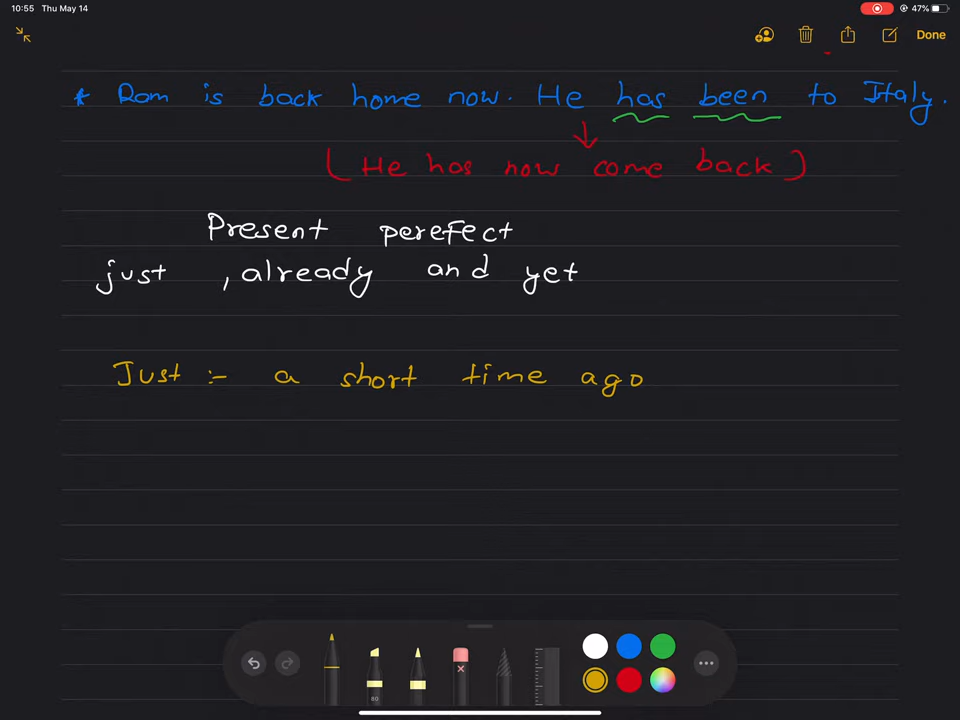 10:55 Thu May 14
47%
Done
* Rom is back home now. He has been to Italy.
(He has now come back)
Present perefect
just , already and yet
Just :- a short time ago
80